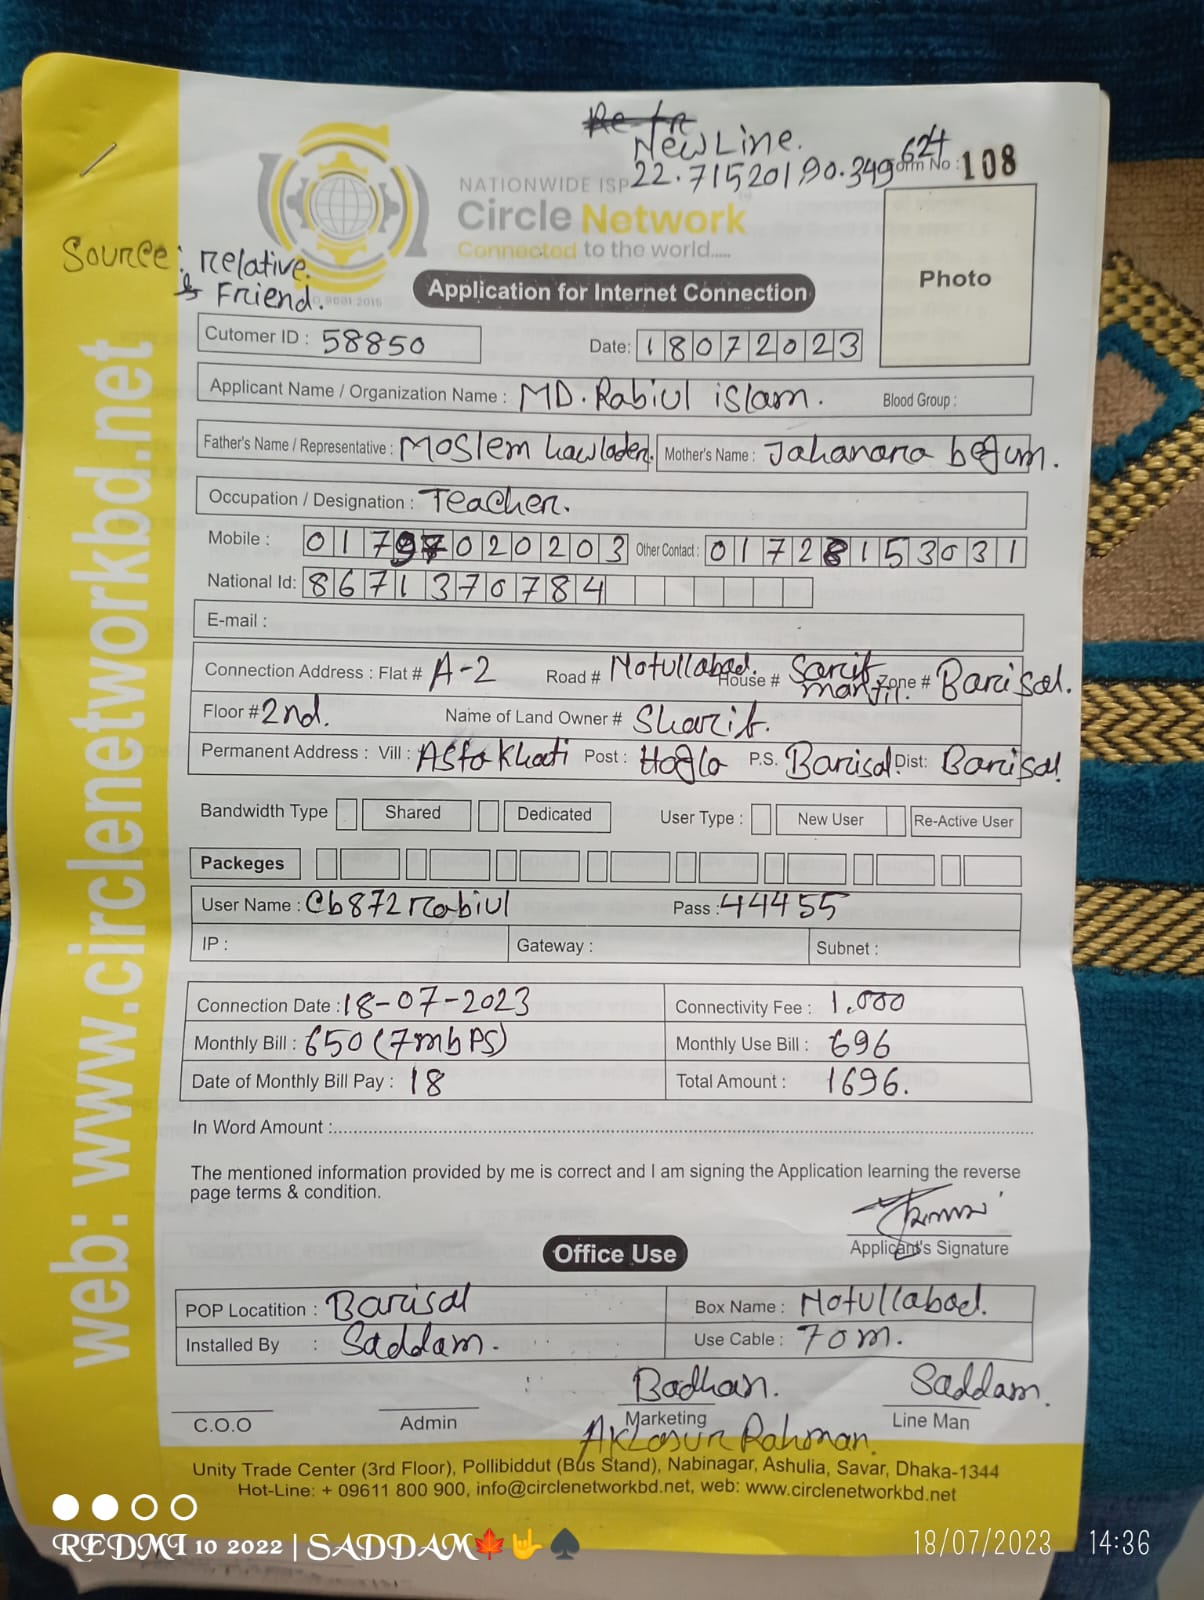 New Line.
22.715201,90.349624
Form No : 108
NATIONWIDE ISP
Circle Network
Connected to the world.....
Source : Relative
& Friend.
Application for Internet Connection
Photo
Cutomer ID : 58850
Date: 18072023
Applicant Name / Organization Name : MD. Rabiul islam.
Blood Group :
Father's Name / Representative : Moslem hawlader.
Mother's Name : Jahanara begum.
Occupation / Designation : Teacher.
Mobile : 01797020203 Other Contact : 01728153031
National Id: 8671370784
E-mail :
Connection Address : Flat # A-2 Road # Notullabad. House # Sarif manjil. Zone # Barisal.
Floor # 2nd. Name of Land Owner # Sharif.
Permanent Address : Vill : Astakhati Post : Hogla P.S. Barisal Dist: Barisal
Bandwidth Type Shared Dedicated User Type : New User Re-Active User
Packeges
User Name : Cb872rabiul Pass : 44455
IP : Gateway : Subnet :
Connection Date : 18-07-2023 Connectivity Fee : 1,000
Monthly Bill : 650 (7mbPS) Monthly Use Bill : 696
Date of Monthly Bill Pay : 18 Total Amount : 1696.
In Word Amount :
The mentioned information provided by me is correct and I am signing the Application learning the reverse
page terms & condition.
Applicant's Signature
Office Use
POP Locatition : Barisal Box Name : Notullabad.
Installed By : Saddam. Use Cable : 70m.
Badhan. Saddam.
C.O.O Admin Marketing Line Man
Rahman.
Unity Trade Center (3rd Floor), Pollibiddut (Bus Stand), Nabinagar, Ashulia, Savar, Dhaka-1344
Hot-Line: + 09611 800 900, info@circlenetworkbd.net, web: www.circlenetworkbd.net
web: www.circlenetworkbd.net
REDMI 10 2022 | SADDAM🍁🤟♠
18/07/2023 14:36